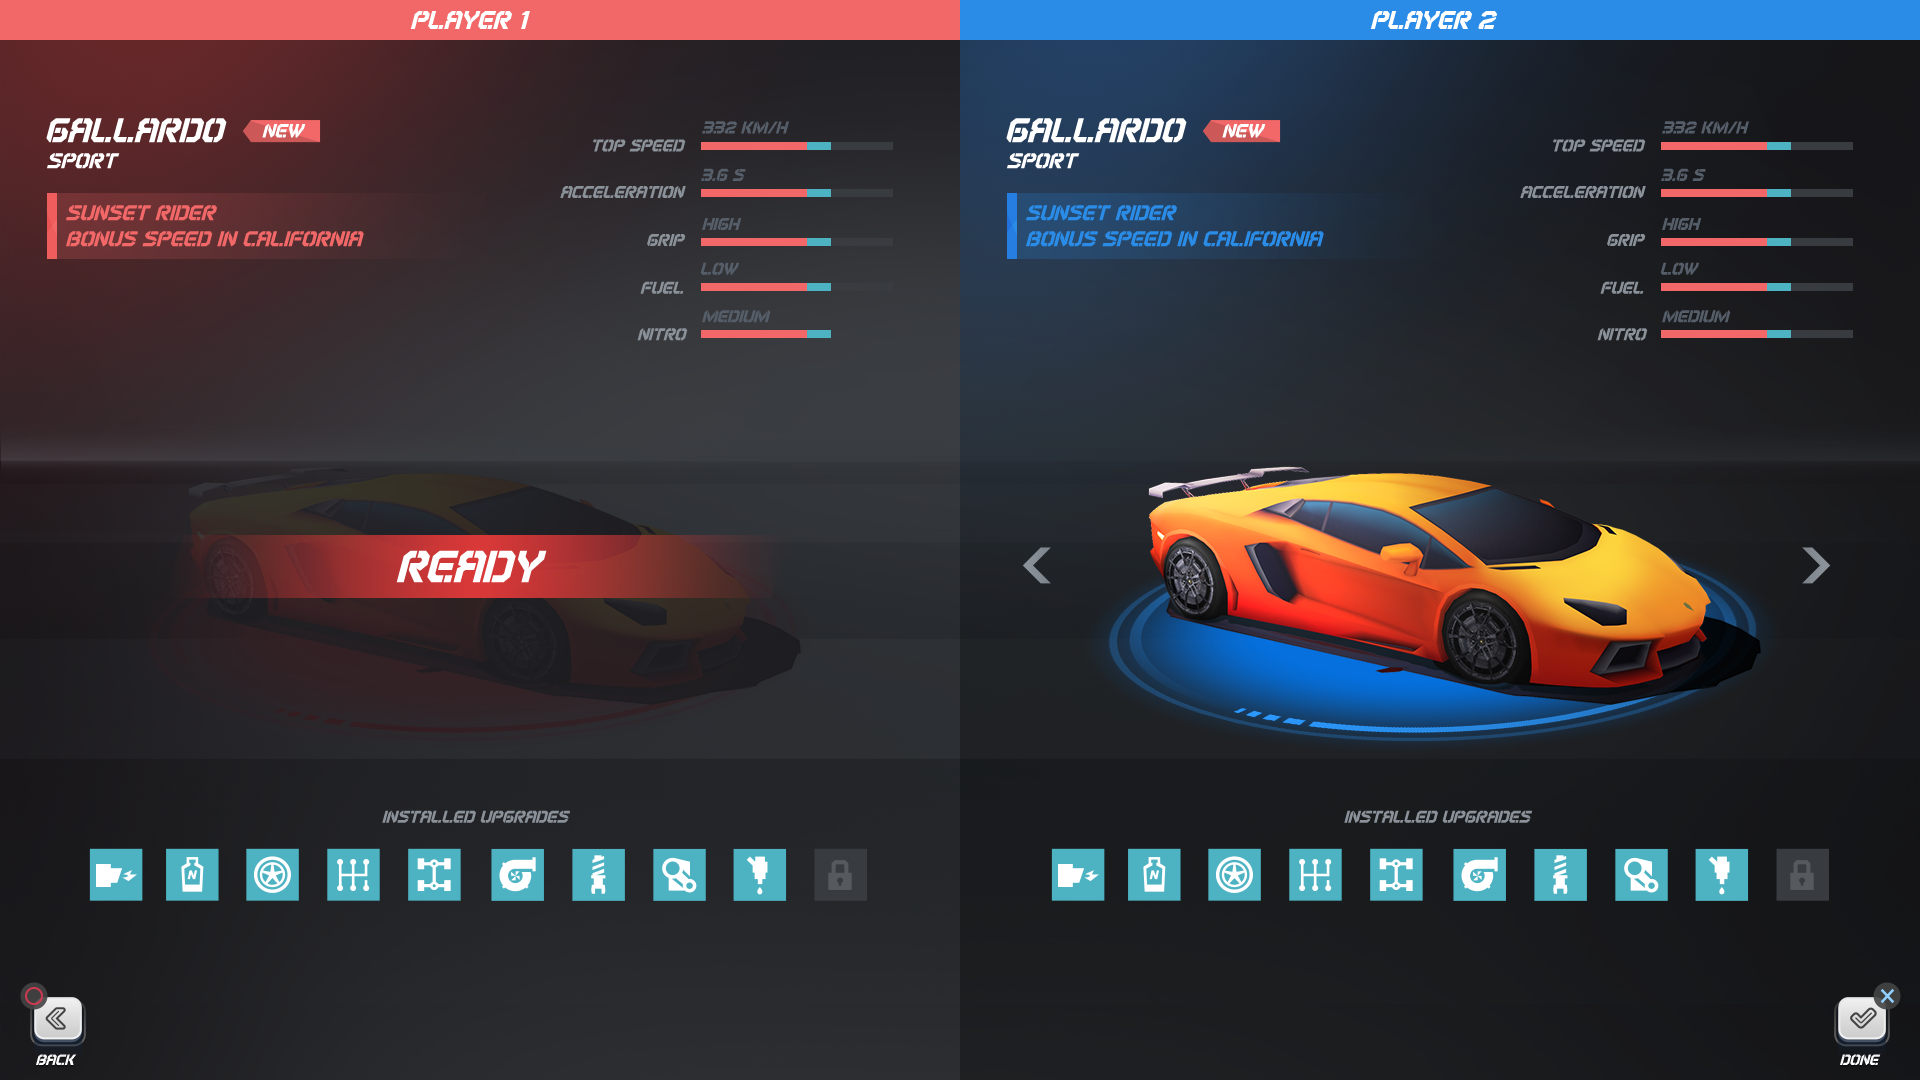 PLAYER 1
GALLARDO NEW
SPORT
SUNSET RIDER
BONUS SPEED IN CALIFORNIA
332 KM/H
TOP SPEED
3.6 S
ACCELERATION
HIGH
GRIP
LOW
FUEL
MEDIUM
NITRO
READY
INSTALLED UPGRADES
N
BACK
PLAYER 2
GALLARDO NEW
SPORT
SUNSET RIDER
BONUS SPEED IN CALIFORNIA
332 KM/H
TOP SPEED
3.6 S
ACCELERATION
HIGH
GRIP
LOW
FUEL
MEDIUM
NITRO
INSTALLED UPGRADES
N
DONE